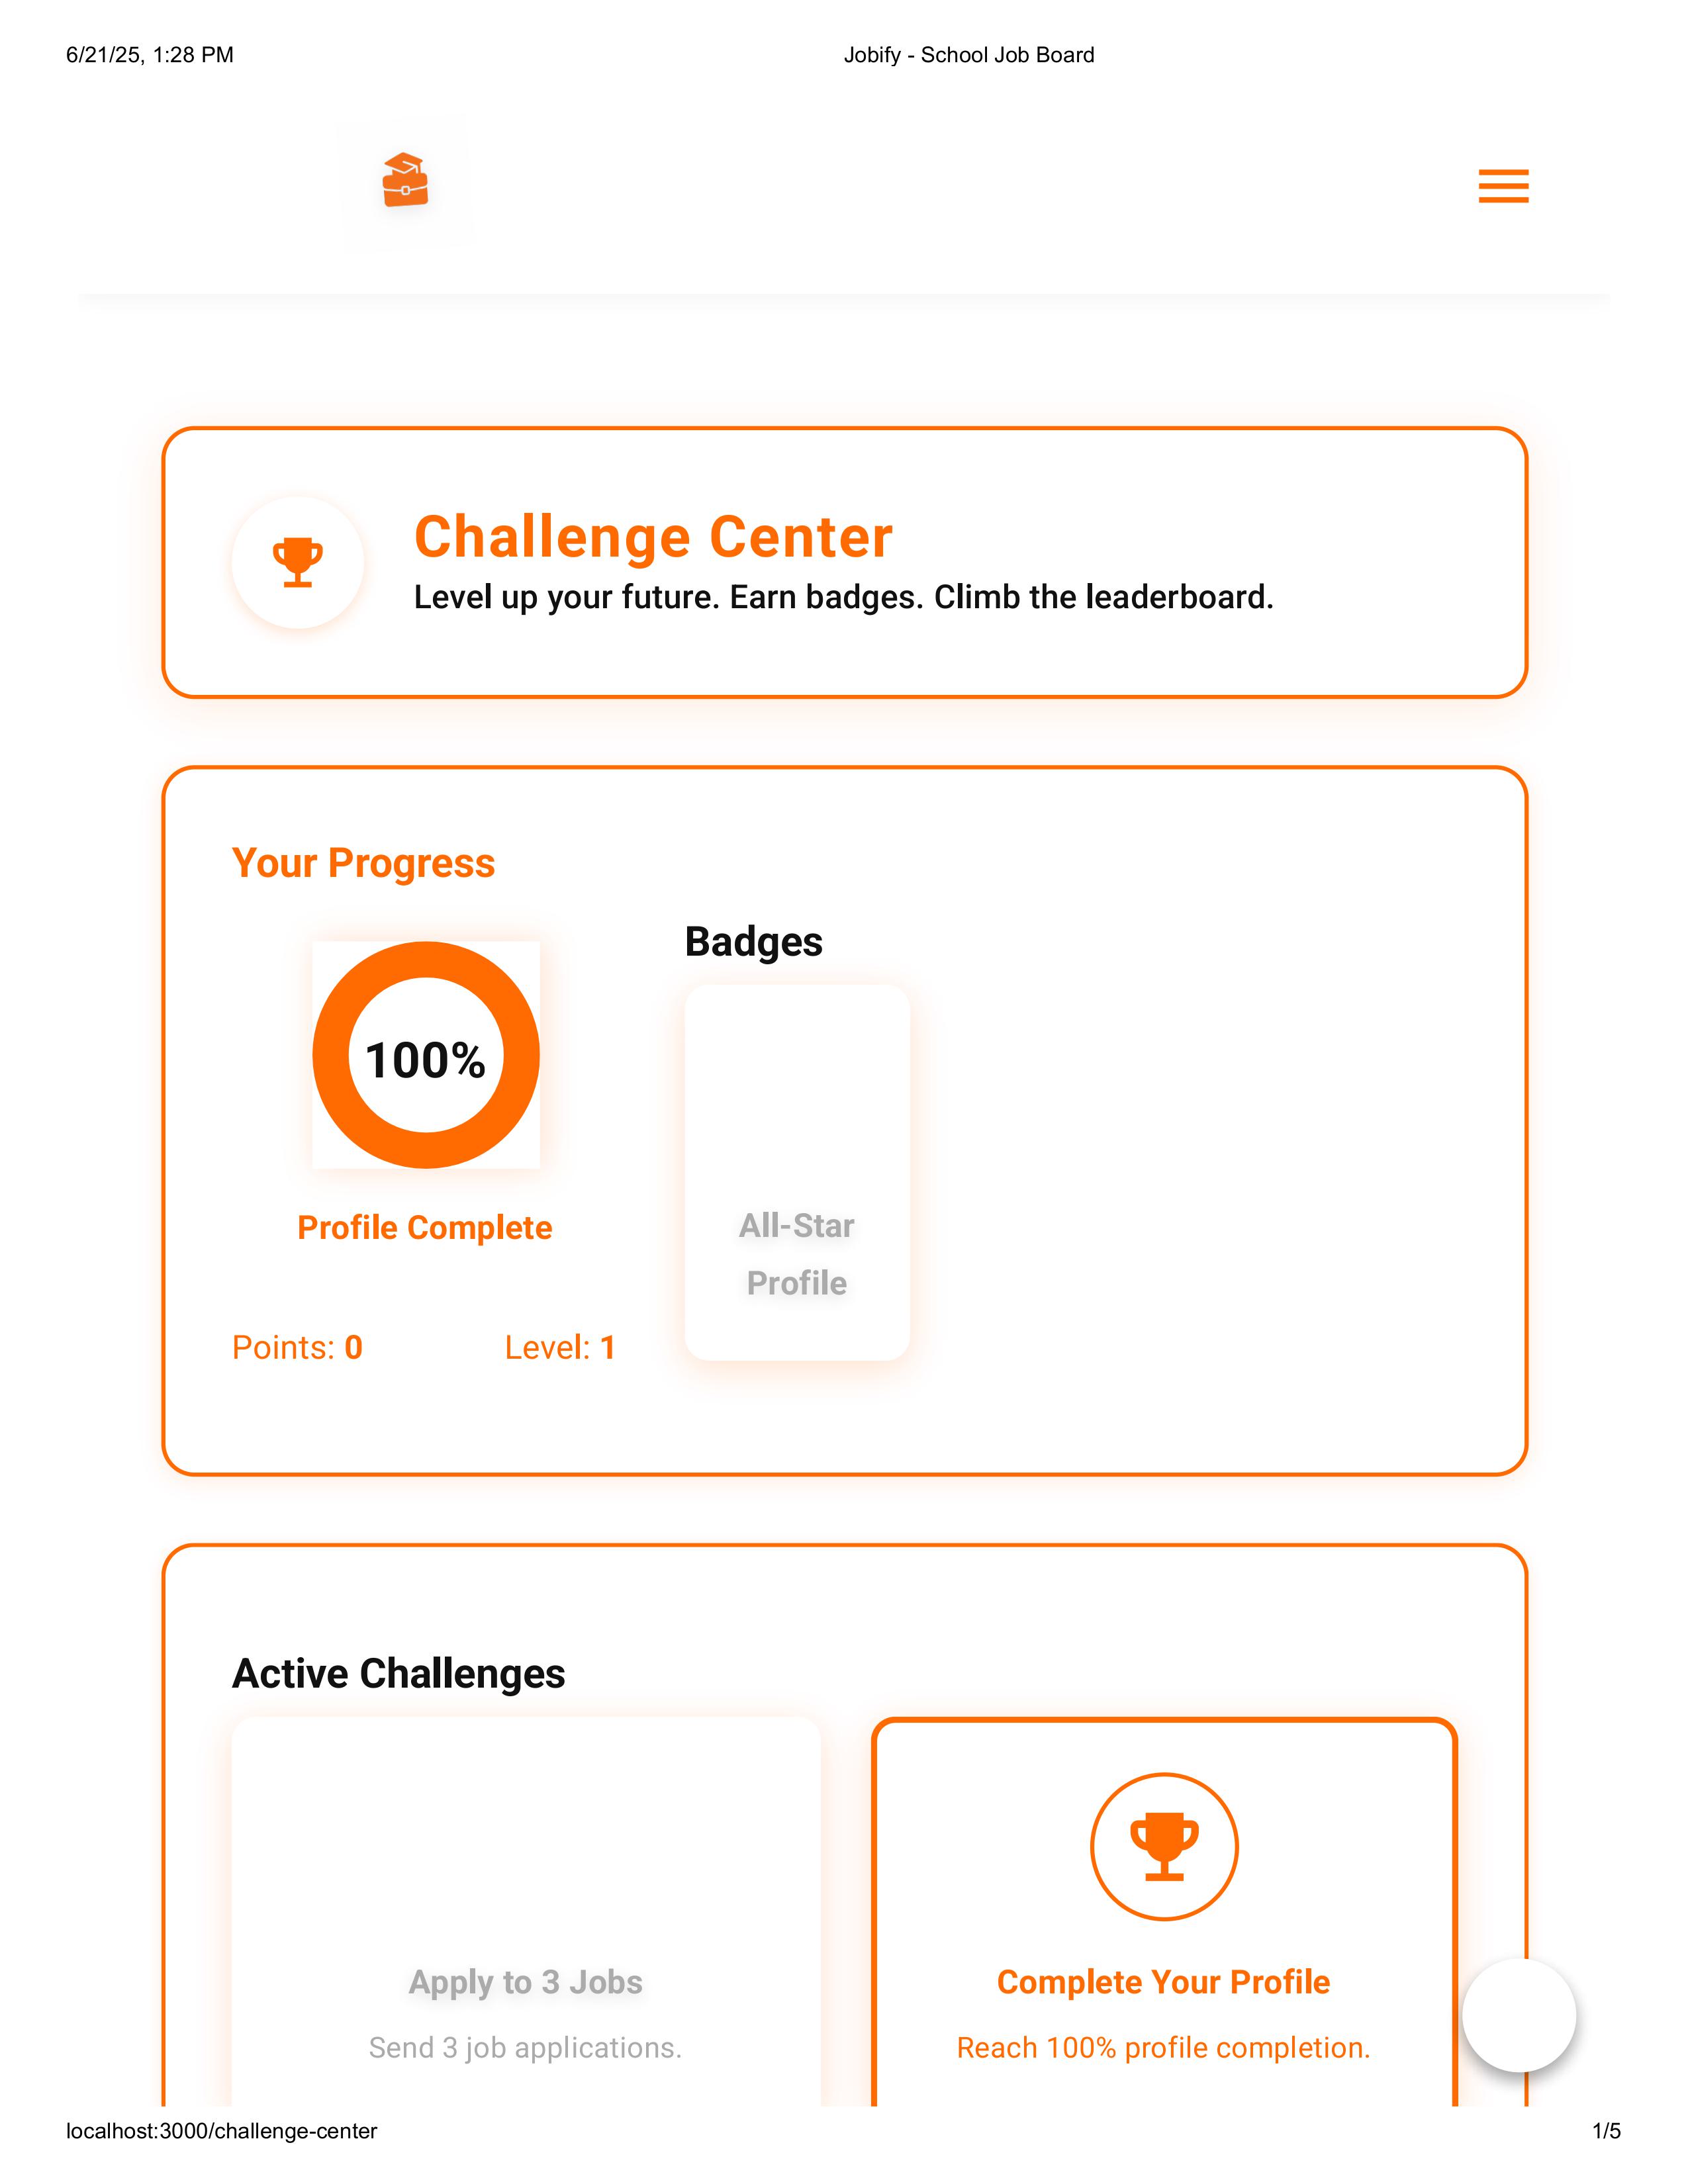 6/21/25, 1:28 PM
Jobify - School Job Board
Challenge Center
Level up your future. Earn badges. Climb the leaderboard.
Your Progress
100%
Profile Complete
Points: 0
Level: 1
Badges
All-Star
Profile
Active Challenges
Apply to 3 Jobs
Send 3 job applications.
Complete Your Profile
Reach 100% profile completion.
localhost:3000/challenge-center
1/5